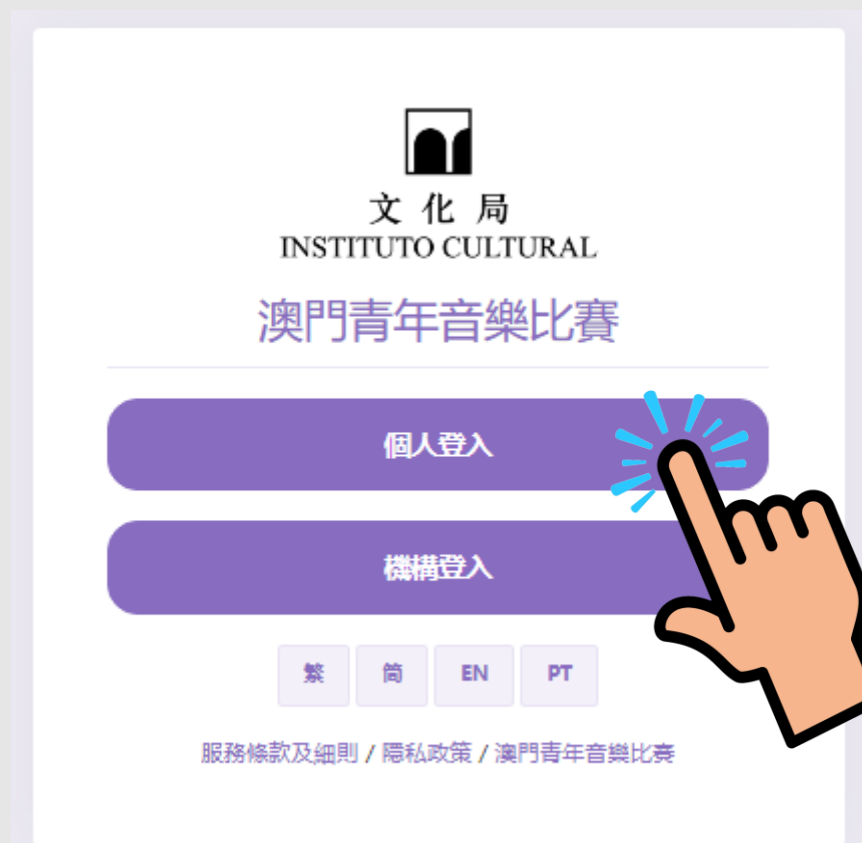 文化局
INSTITUTO CULTURAL
澳門青年音樂比賽
個人登入
機構登入
繁 简 EN PT
服務條款及細則 / 隱私政策 / 澳門青年音樂比賽